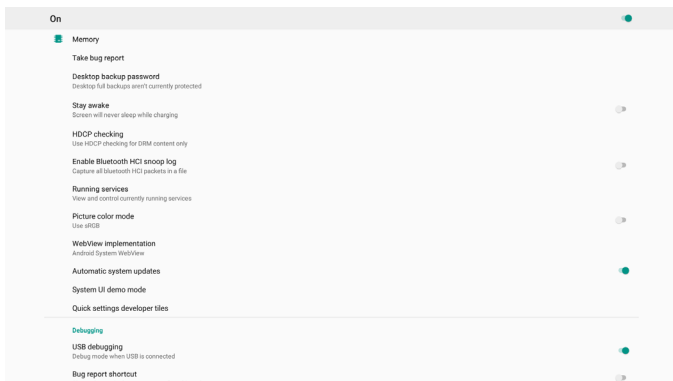 On
Memory
Take bug report
Desktop backup password
Desktop full backups aren't currently protected
Stay awake
Screen will never sleep while charging
HDCP checking
Use HDCP checking for DRM content only
Enable Bluetooth HCI snoop log
Capture all bluetooth HCI packets in a file
Running services
View and control currently running services
Picture color mode
Use sRGB
WebView implementation
Android System WebView
Automatic system updates
System UI demo mode
Quick settings developer tiles
Debugging
USB debugging
Debug mode when USB is connected
Bug report shortcut